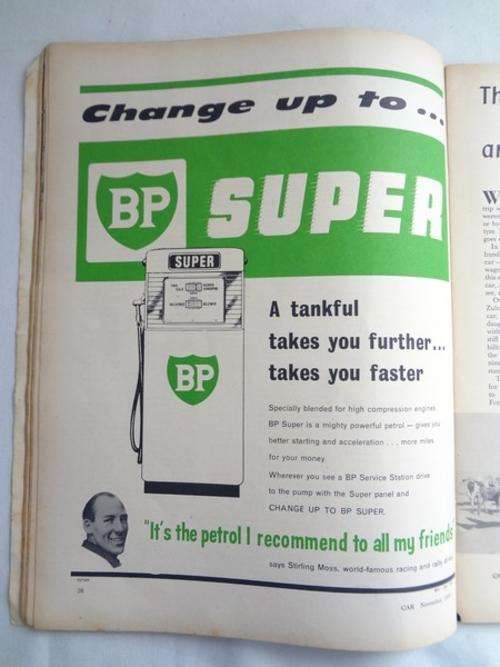 Change up to ...
BP SUPER
SUPER
BP
A tankful
takes you further...
takes you faster
Specially blended for high compression engines
BP Super is a mighty powerful petrol — gives you
better starting and acceleration . . . more miles
for your money.
Wherever you see a BP Service Station drive
to the pump with the Super panel and
CHANGE UP TO BP SUPER.
"It's the petrol I recommend to all my friends"
says Stirling Moss, world-famous racing and rally
28
CAR November
Th
an
W